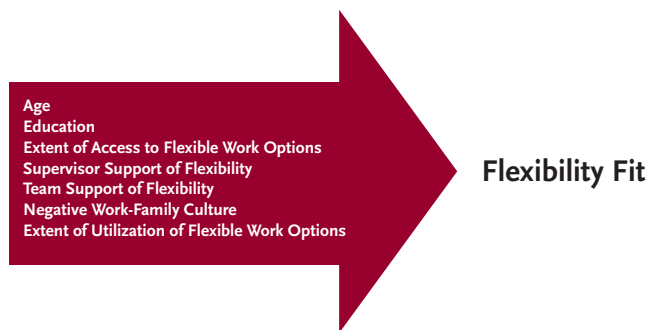 Age
Education
Extent of Access to Flexible Work Options
Supervisor Support of Flexibility
Team Support of Flexibility
Negative Work-Family Culture
Extent of Utilization of Flexible Work Options
Flexibility Fit